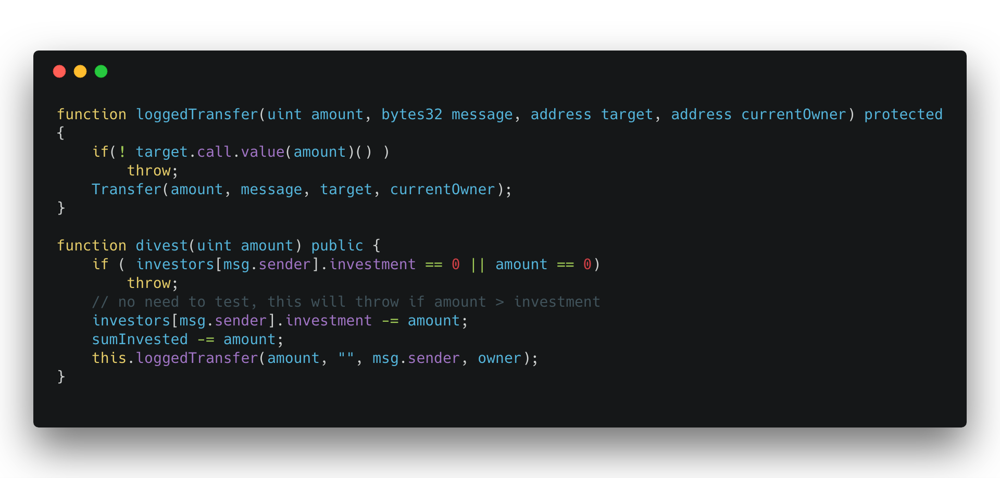 function loggedTransfer(uint amount, bytes32 message, address target, address currentOwner) protected
{
    if(! target.call.value(amount)() )
        throw;
    Transfer(amount, message, target, currentOwner);
}

function divest(uint amount) public {
    if ( investors[msg.sender].investment == 0 || amount == 0)
        throw;
    // no need to test, this will throw if amount > investment
    investors[msg.sender].investment -= amount;
    sumInvested -= amount;
    this.loggedTransfer(amount, "", msg.sender, owner);
}